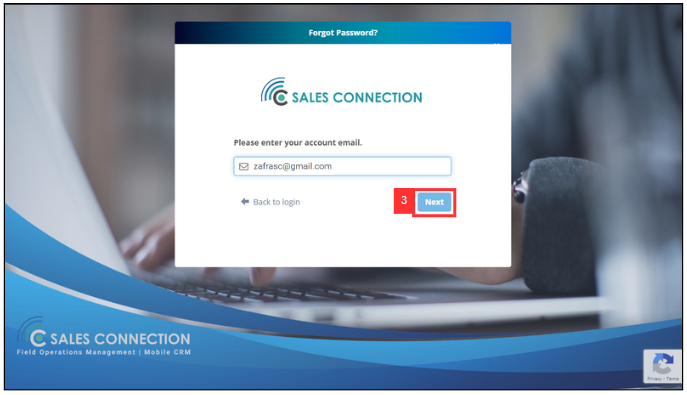 Forgot Password?
SALES CONNECTION
Please enter your account email.
zafrasc@gmail.com
Back to login
3
Next
SALES CONNECTION
Field Operations Management | Mobile CRM
Privacy - Terms